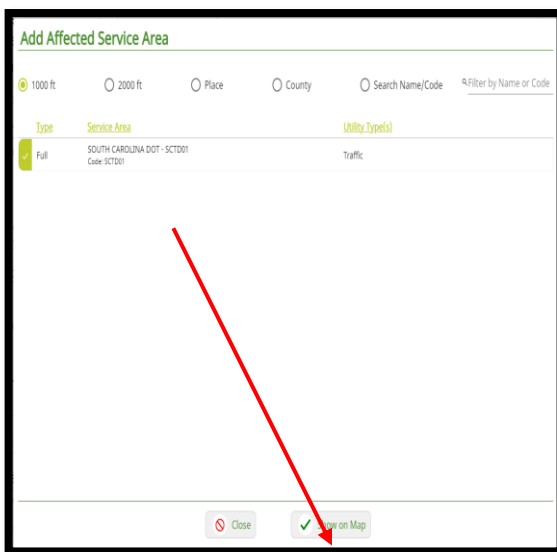 Add Affected Service Area
1000 ft 2000 ft Place County Search Name/Code Filter by Name or Code
Type Service Area Utility Type(s)
Full SOUTH CAROLINA DOT - SCTD01 Traffic
Code: SCTD01
Close Show on Map